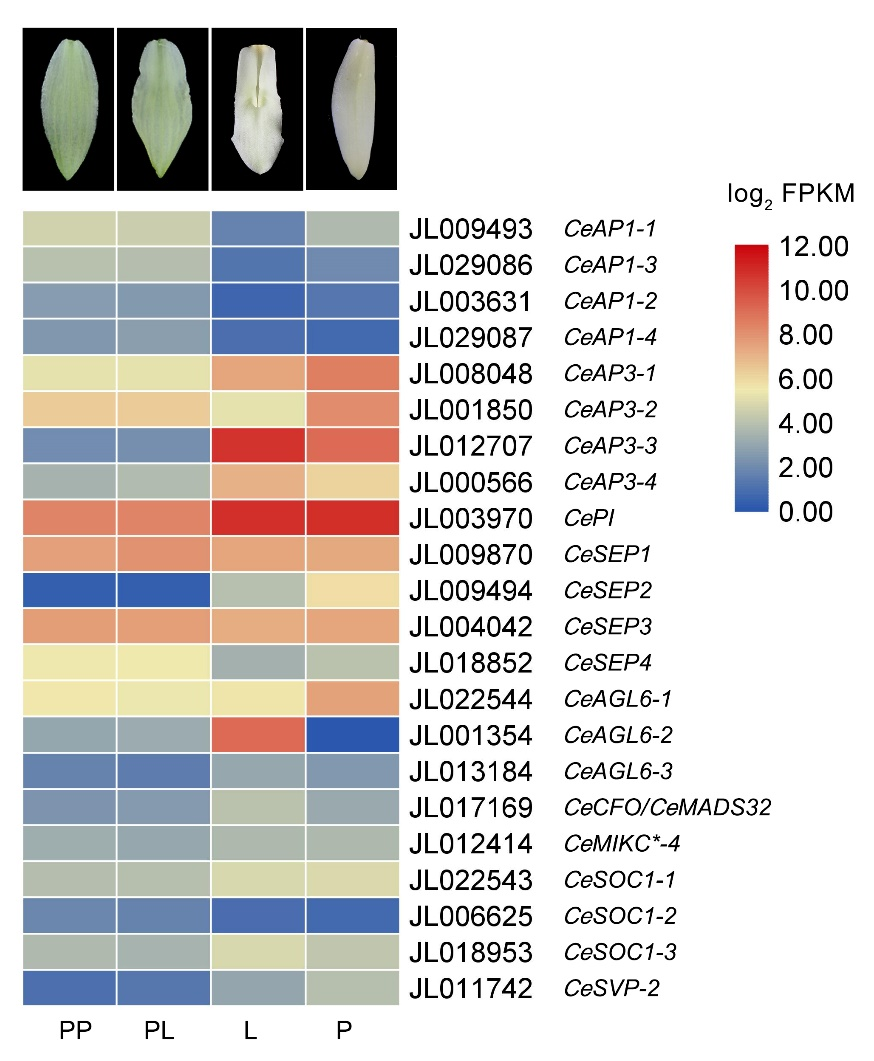 log2 FPKM
12.00
10.00
8.00
6.00
4.00
2.00
0.00
JL009493 CeAP1-1
JL029086 CeAP1-3
JL003631 CeAP1-2
JL029087 CeAP1-4
JL008048 CeAP3-1
JL001850 CeAP3-2
JL012707 CeAP3-3
JL000566 CeAP3-4
JL003970 CePI
JL009870 CeSEP1
JL009494 CeSEP2
JL004042 CeSEP3
JL018852 CeSEP4
JL022544 CeAGL6-1
JL001354 CeAGL6-2
JL013184 CeAGL6-3
JL017169 CeCFO/CeMADS32
JL012414 CeMIKC*-4
JL022543 CeSOC1-1
JL006625 CeSOC1-2
JL018953 CeSOC1-3
JL011742 CeSVP-2
PP PL L P